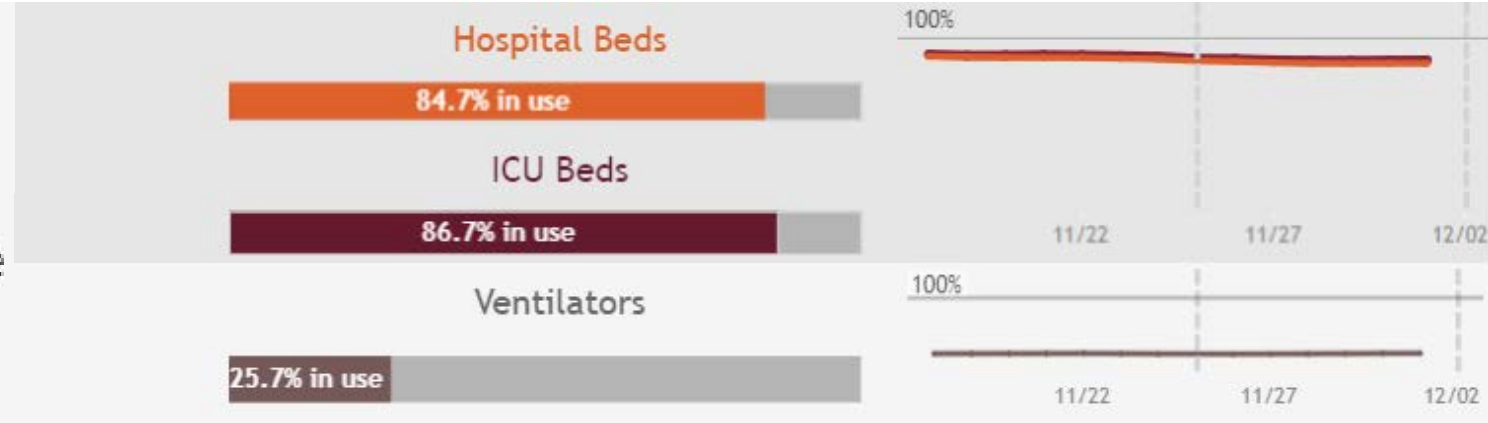 Hospital Beds
84.7% in use
ICU Beds
86.7% in use
100%
11/22 11/27 12/02
Ventilators
25.7% in use
100%
11/22 11/27 12/02